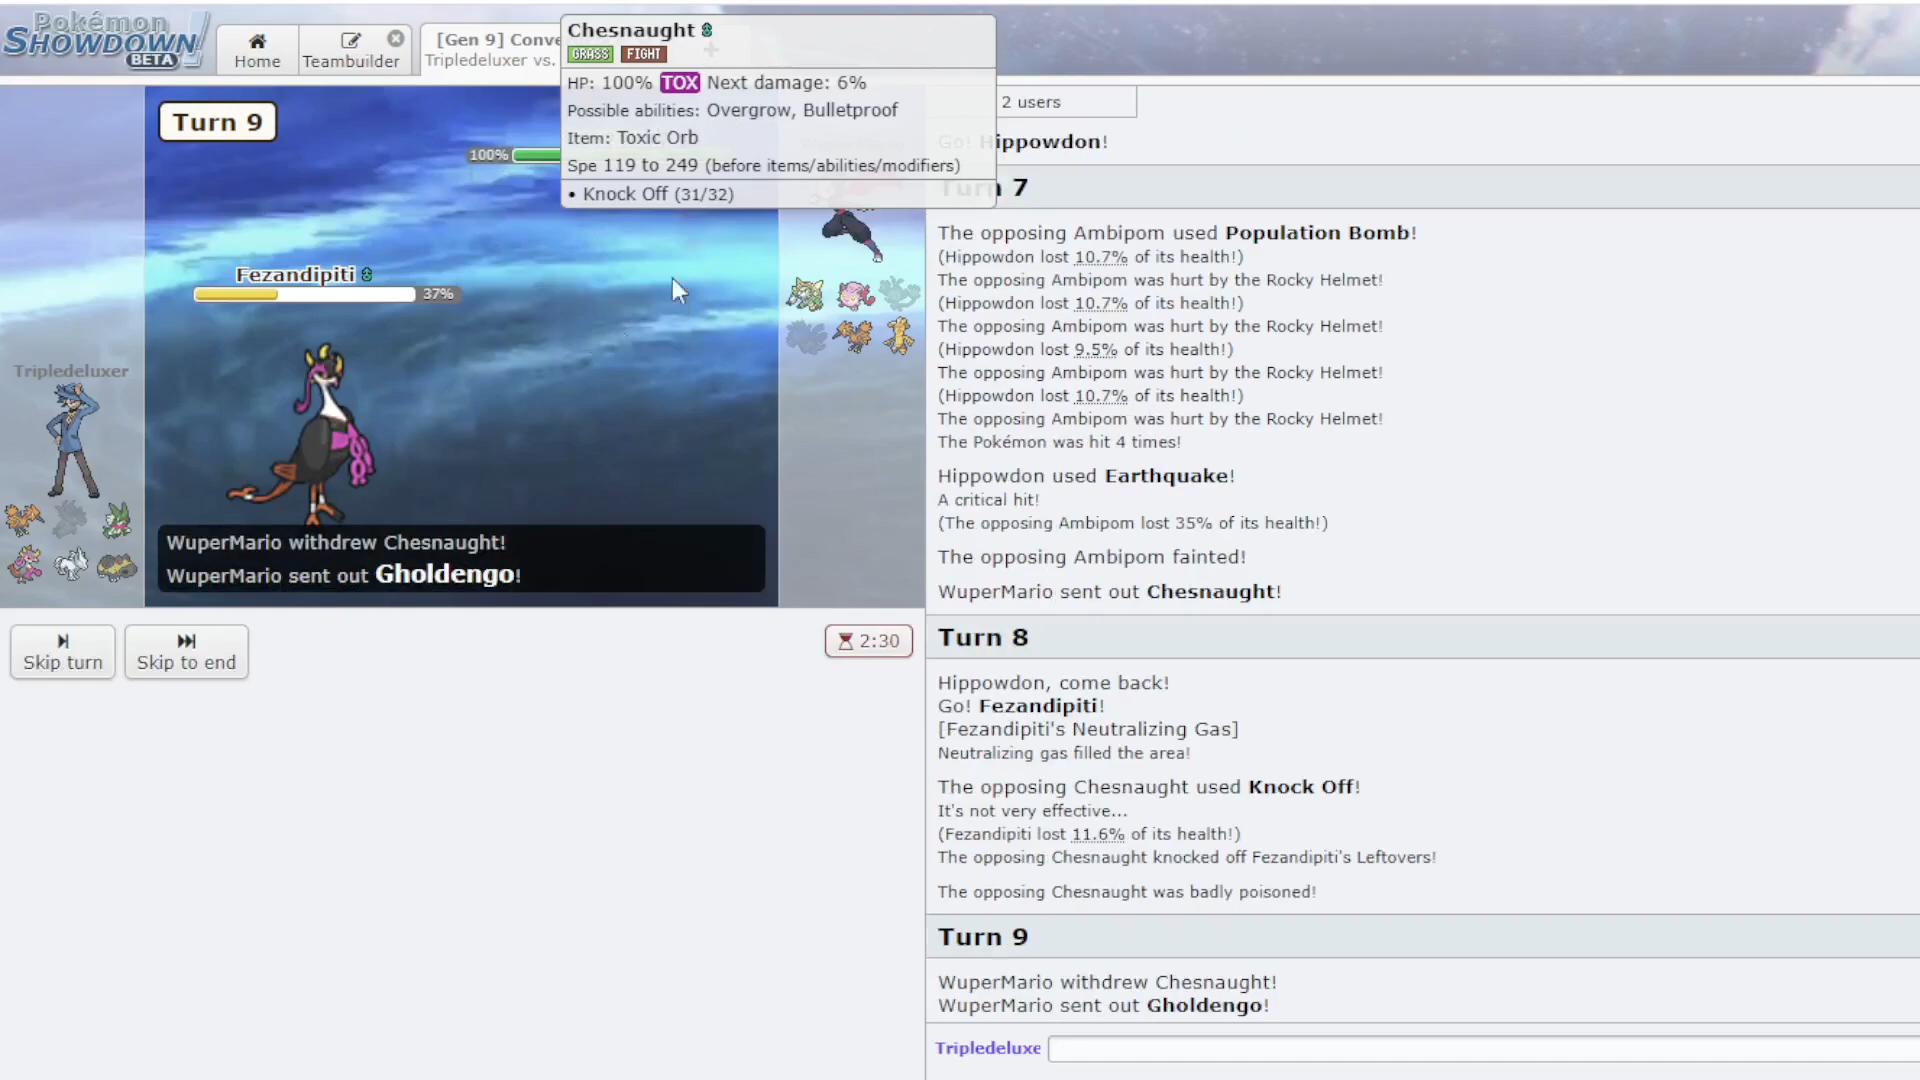 Pokémon
SHOWDOWN!
BETA
Home
Teambuilder
[Gen 9] Conve
Tripledeluxer vs.
Chesnaught
GRASS FIGHT
HP: 100% TOX Next damage: 6%
Possible abilities: Overgrow, Bulletproof
Item: Toxic Orb
Spe 119 to 249 (before items/abilities/modifiers)
• Knock Off (31/32)
Turn 9
100%
Fezandipiti
37%
Tripledeluxer
WuperMario withdrew Chesnaught!
WuperMario sent out Gholdengo!
Skip turn
Skip to end
2:30
2 users
Go! Hippowdon!
Turn 7
The opposing Ambipom used Population Bomb!
(Hippowdon lost 10.7% of its health!)
The opposing Ambipom was hurt by the Rocky Helmet!
(Hippowdon lost 10.7% of its health!)
The opposing Ambipom was hurt by the Rocky Helmet!
(Hippowdon lost 9.5% of its health!)
The opposing Ambipom was hurt by the Rocky Helmet!
(Hippowdon lost 10.7% of its health!)
The opposing Ambipom was hurt by the Rocky Helmet!
The Pokémon was hit 4 times!
Hippowdon used Earthquake!
A critical hit!
(The opposing Ambipom lost 35% of its health!)
The opposing Ambipom fainted!
WuperMario sent out Chesnaught!
Turn 8
Hippowdon, come back!
Go! Fezandipiti!
[Fezandipiti's Neutralizing Gas]
Neutralizing gas filled the area!
The opposing Chesnaught used Knock Off!
It's not very effective...
(Fezandipiti lost 11.6% of its health!)
The opposing Chesnaught knocked off Fezandipiti's Leftovers!
The opposing Chesnaught was badly poisoned!
Turn 9
WuperMario withdrew Chesnaught!
WuperMario sent out Gholdengo!
Tripledeluxe